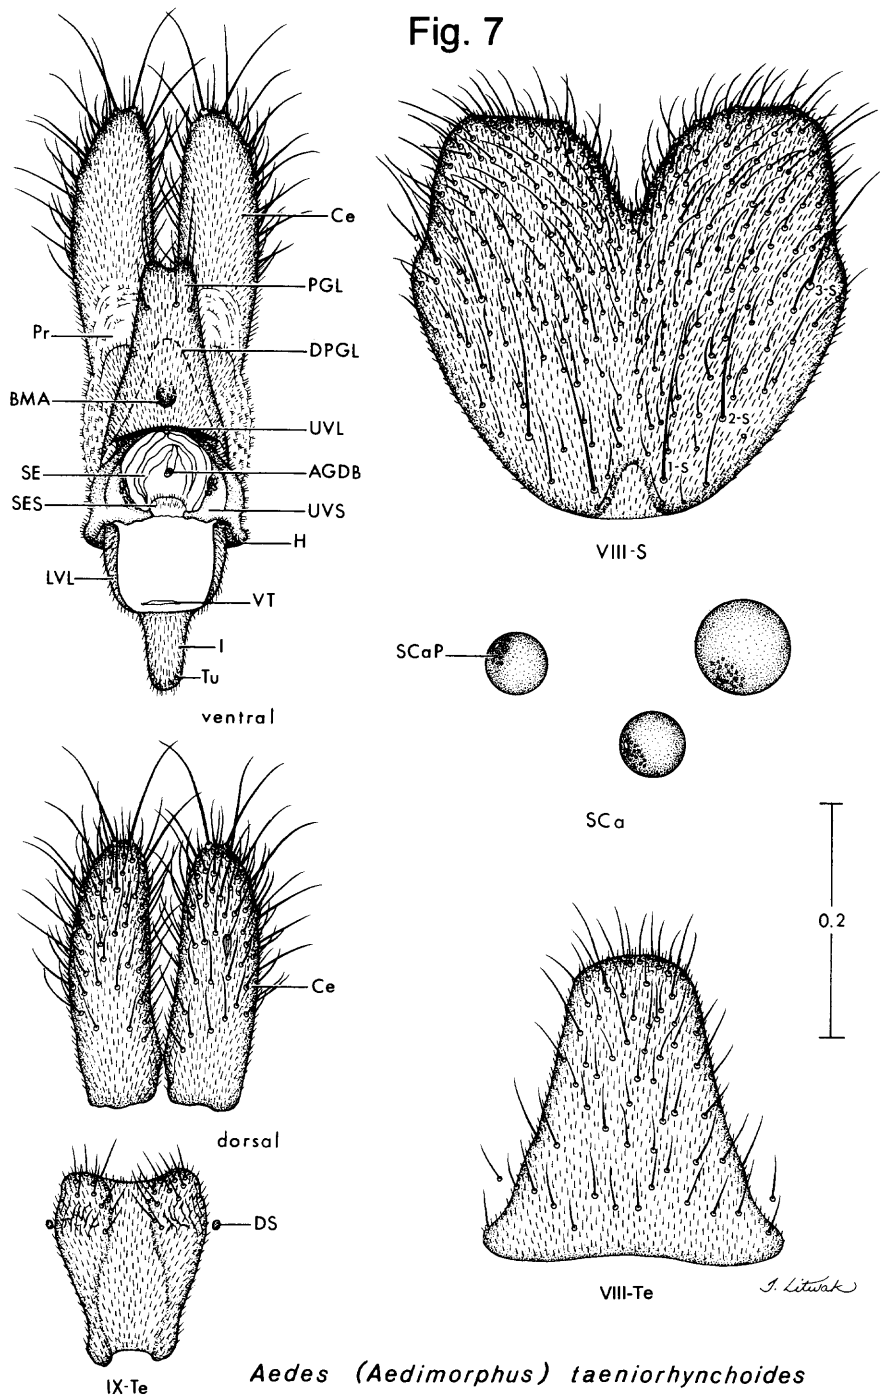 Fig. 7
Ce
PGL
Pr
DPGL
BMA
UVL
SE
AGDB
SES
UVS
H
LVL
VT
I
Tu
ventral
3-S
2-S
1-S
VIII-S
SCaP
SCa
0.2
Ce
dorsal
DS
IX-Te
VIII-Te
T. Litwak
Aedes (Aedimorphus) taeniorhynchoides